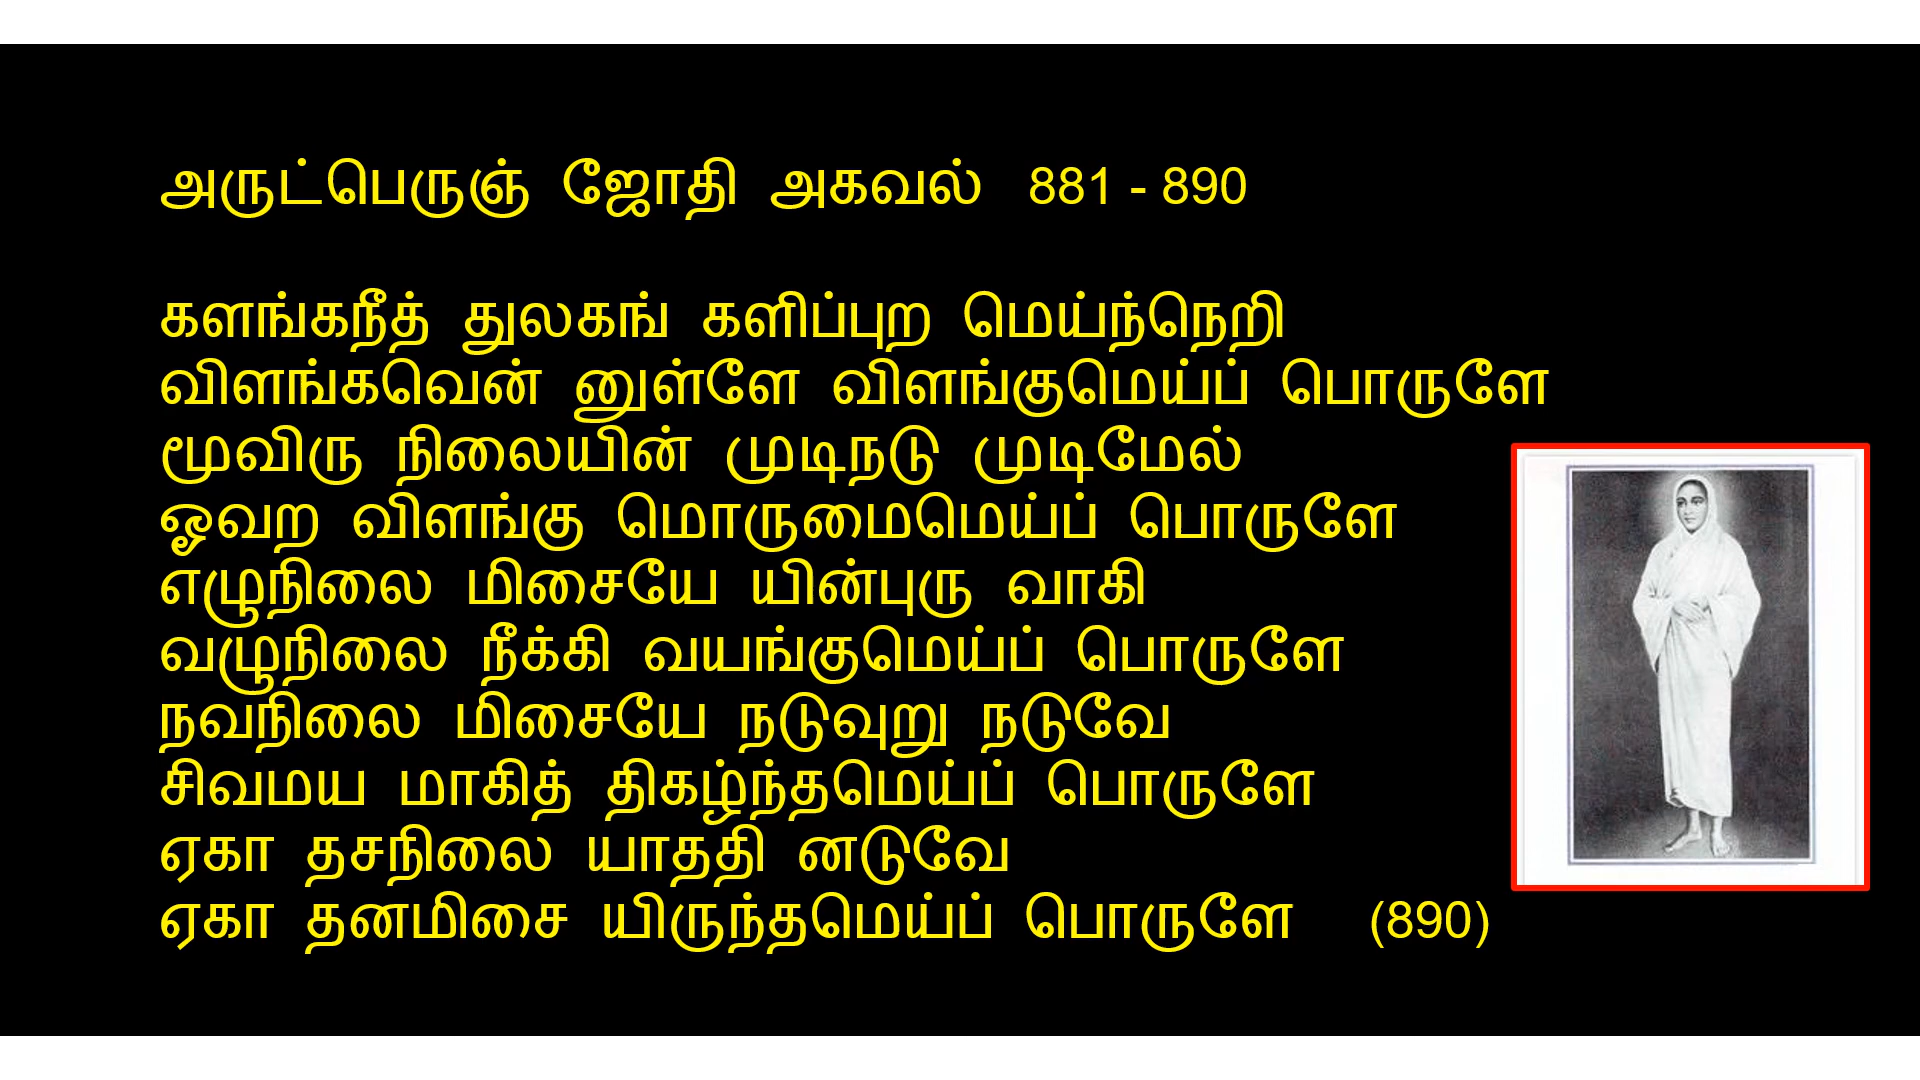 அருட்பெருஞ் ஜோதி அகவல் 881 - 890
களங்கநீத் துலகங் களிப்புற மெய்ந்நெறி
விளங்கவென் னுள்ளே விளங்குமெய்ப் பொருளே
மூவிரு நிலையின் முடிநடு முடிமேல்
ஓவற விளங்கு மொருமைமெய்ப் பொருளே
எழுநிலை மிசையே யின்புரு வாகி
வழுநிலை நீக்கி வயங்குமெய்ப் பொருளே
நவநிலை மிசையே நடுவுறு நடுவே
சிவமய மாகித் திகழ்ந்தமெய்ப் பொருளே
ஏகா தசநிலை யாததி னடுவே
ஏகா தனமிசை யிருந்தமெய்ப் பொருளே (890)